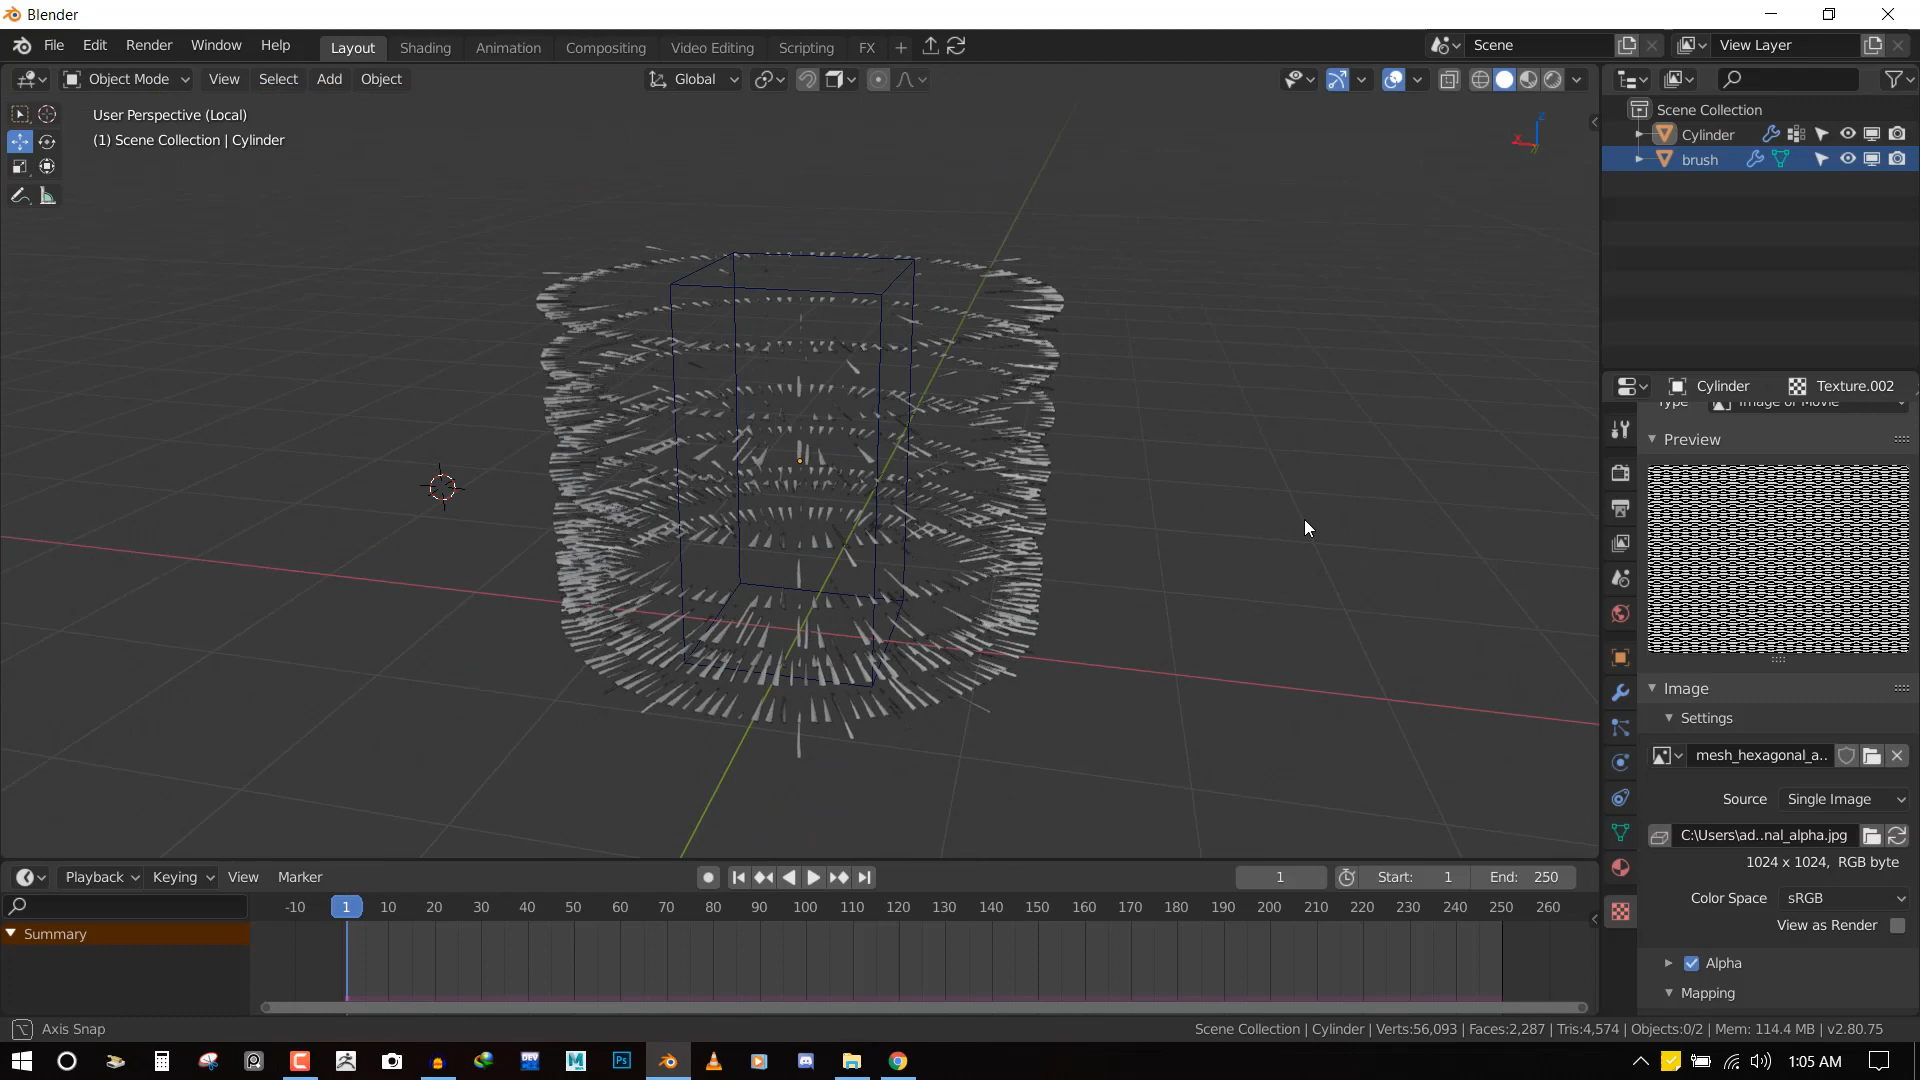 Blender
File Edit Render Window Help
Layout Shading Animation Compositing Video Editing Scripting FX
Scene
View Layer
Object Mode View Select Add Object
Global
User Perspective (Local)
(1) Scene Collection | Cylinder
Z
X
Y
Scene Collection
Cylinder
brush
Cylinder Texture.002
Type Image or Movie
Preview
Image
Settings
mesh_hexagonal_a..
Source Single Image
C:\Users\ad..nal_alpha.jpg
1024 x 1024, RGB byte
Color Space sRGB
View as Render
Alpha
Mapping
Playback Keying View Marker
1 Start: 1 End: 250
-10 1 10 20 30 40 50 60 70 80 90 100 110 120 130 140 150 160 170 180 190 200 210 220 230 240 250 260
Summary
Axis Snap
Scene Collection | Cylinder | Verts:56,093 | Faces:2,287 | Tris:4,574 | Objects:0/2 | Mem: 114.4 MB | v2.80.75
DEV
M
Ps
1:05 AM